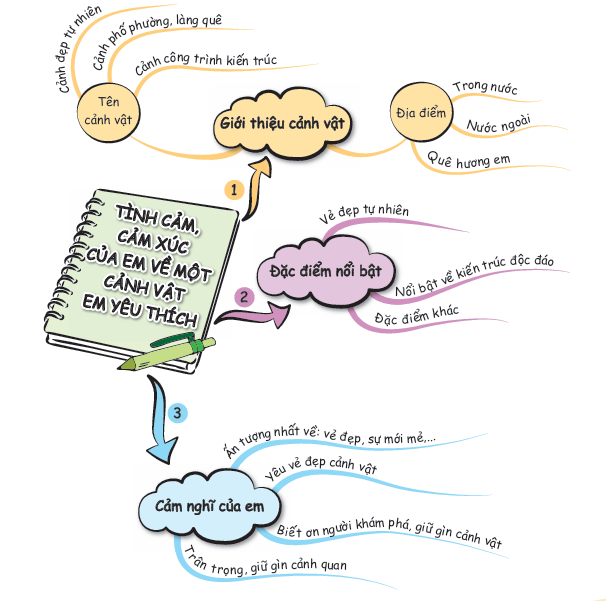 Cảnh đẹp tự nhiên
Cảnh phố phường, làng quê
Cảnh công trình kiến trúc
Tên
cảnh vật
Giới thiệu cảnh vật
Địa điểm
Trong nước
Nước ngoài
Quê hương em
1
TÌNH CẢM,
CẢM XÚC
CỦA EM VỀ MỘT
CẢNH VẬT
EM YÊU THÍCH
2
Đặc điểm nổi bật
Vẻ đẹp tự nhiên
Nổi bật về kiến trúc độc đáo
Đặc điểm khác
3
Cảm nghĩ của em
Ấn tượng nhất về: vẻ đẹp, sự mới mẻ,...
Yêu vẻ đẹp cảnh vật
Biết ơn người khám phá, giữ gìn cảnh vật
Trân trọng, giữ gìn cảnh quan